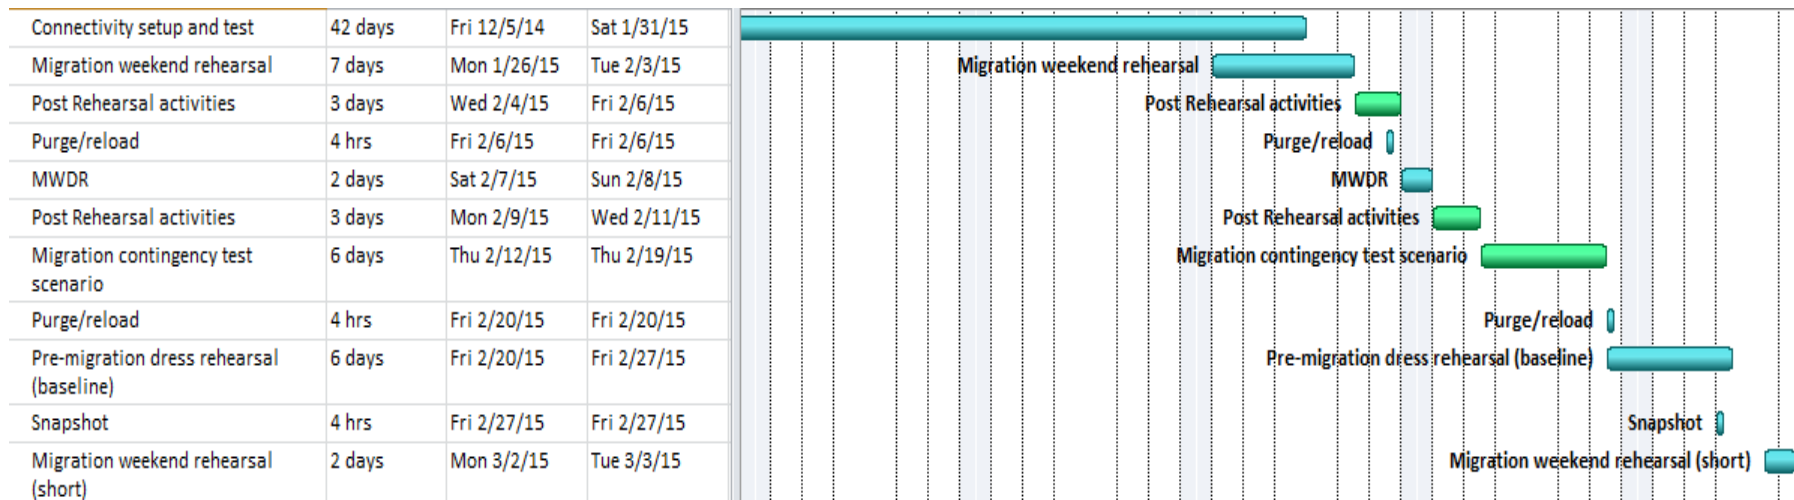 Connectivity setup and test 42 days Fri 12/5/14 Sat 1/31/15
Migration weekend rehearsal 7 days Mon 1/26/15 Tue 2/3/15 Migration weekend rehearsal
Post Rehearsal activities 3 days Wed 2/4/15 Fri 2/6/15 Post Rehearsal activities
Purge/reload 4 hrs Fri 2/6/15 Fri 2/6/15 Purge/reload
MWDR 2 days Sat 2/7/15 Sun 2/8/15 MWDR
Post Rehearsal activities 3 days Mon 2/9/15 Wed 2/11/15 Post Rehearsal activities
Migration contingency test 6 days Thu 2/12/15 Thu 2/19/15 Migration contingency test scenario
scenario
Purge/reload 4 hrs Fri 2/20/15 Fri 2/20/15 Purge/reload
Pre-migration dress rehearsal 6 days Fri 2/20/15 Fri 2/27/15 Pre-migration dress rehearsal (baseline)
(baseline)
Snapshot 4 hrs Fri 2/27/15 Fri 2/27/15 Snapshot
Migration weekend rehearsal 2 days Mon 3/2/15 Tue 3/3/15 Migration weekend rehearsal (short)
(short)